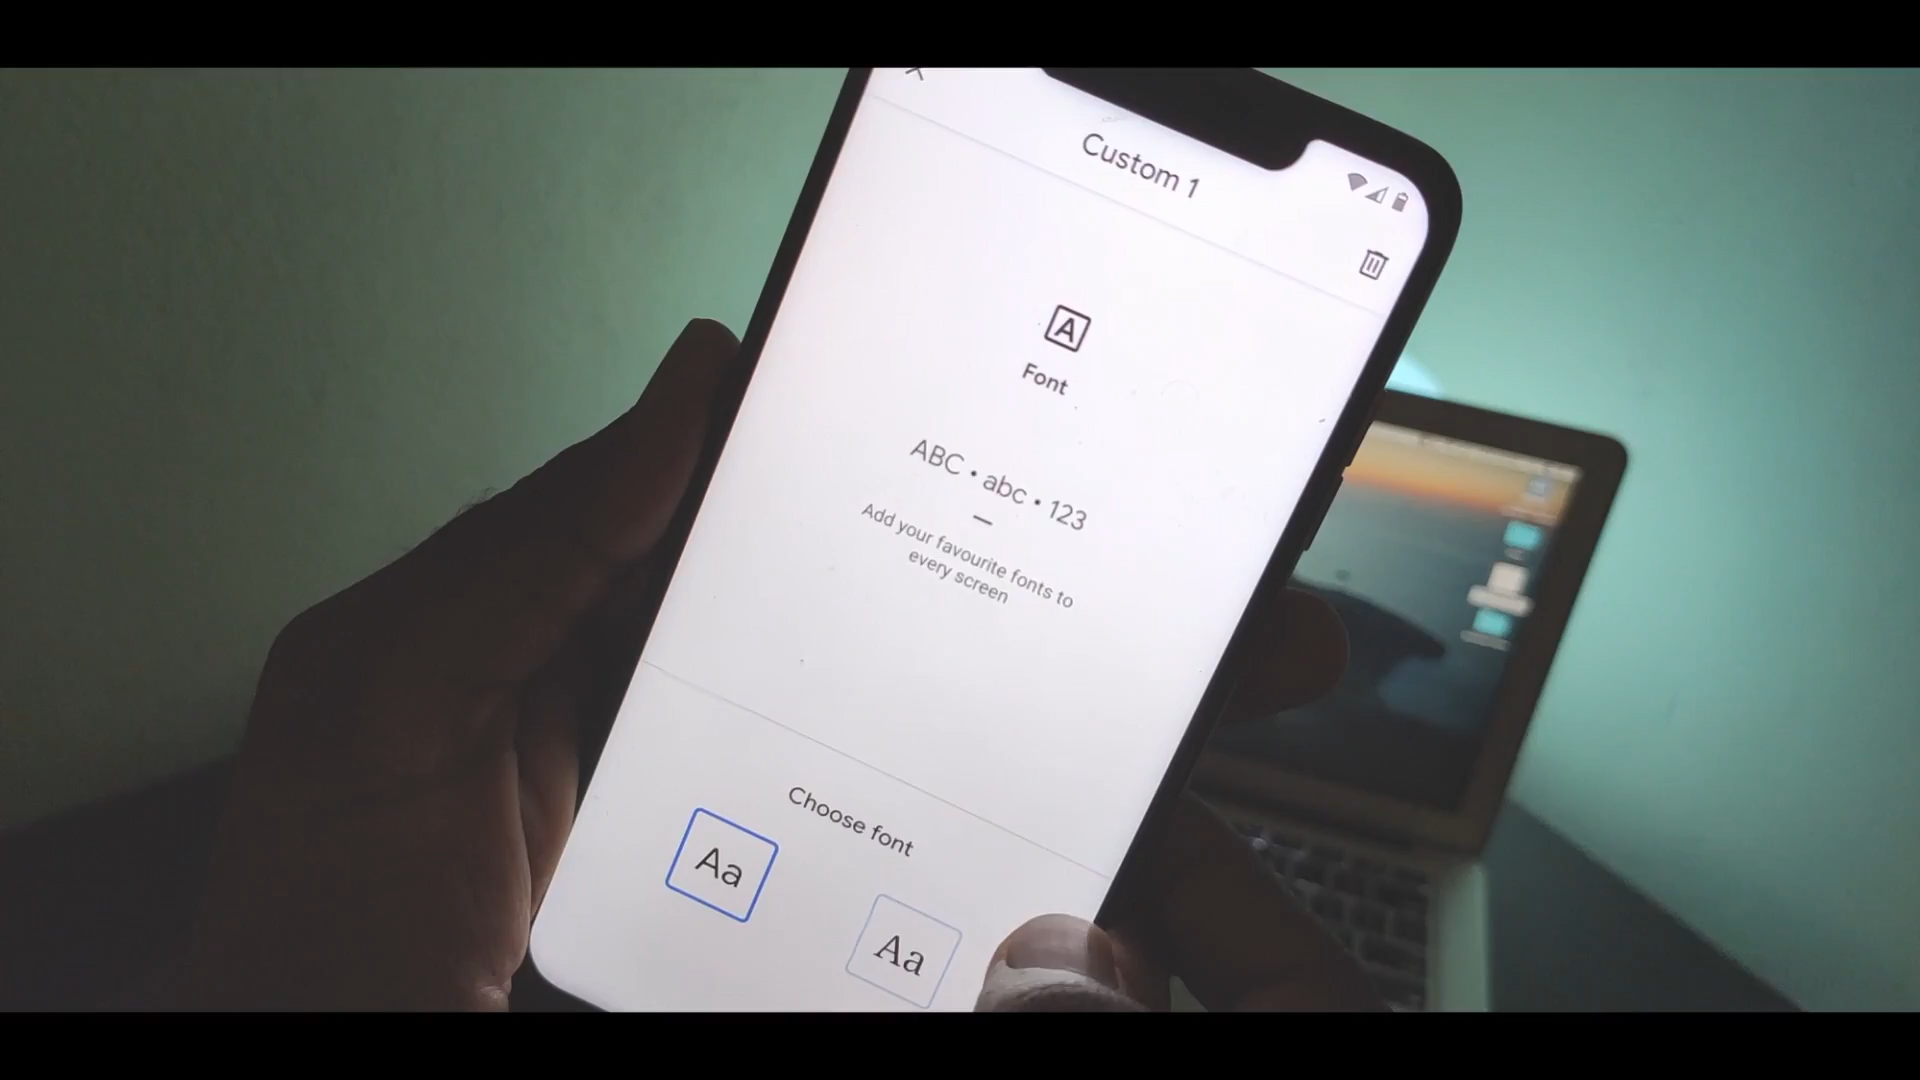 Custom 1
A
Font
ABC • abc • 123
Add your favourite fonts to
every screen
Choose font
Aa
Aa